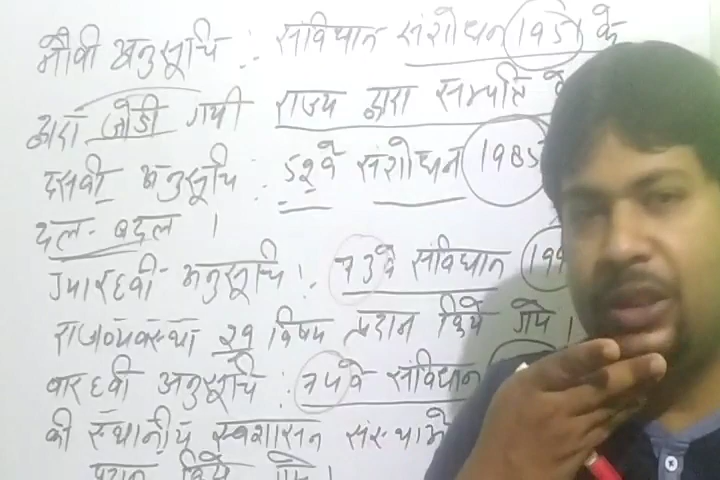 नौवी अनुसूचि :. संविधान संशोधन 1951 के
द्वारा जोडी गयी राज्य द्वारा सम्पत्ति
दसवी अनुसूचि : 52वे संशोधन 1985
दल-बदल ।
ग्यारहवी अनुसूचि :. 73वे संविधान 199
राजव्यवस्था 29 विषय प्रदान किये गये ।
बारहवी अनुसूचि : 74वे संविधान
की स्थानीय स्वशासन संस्थाओ
प्रदान किये गये ।